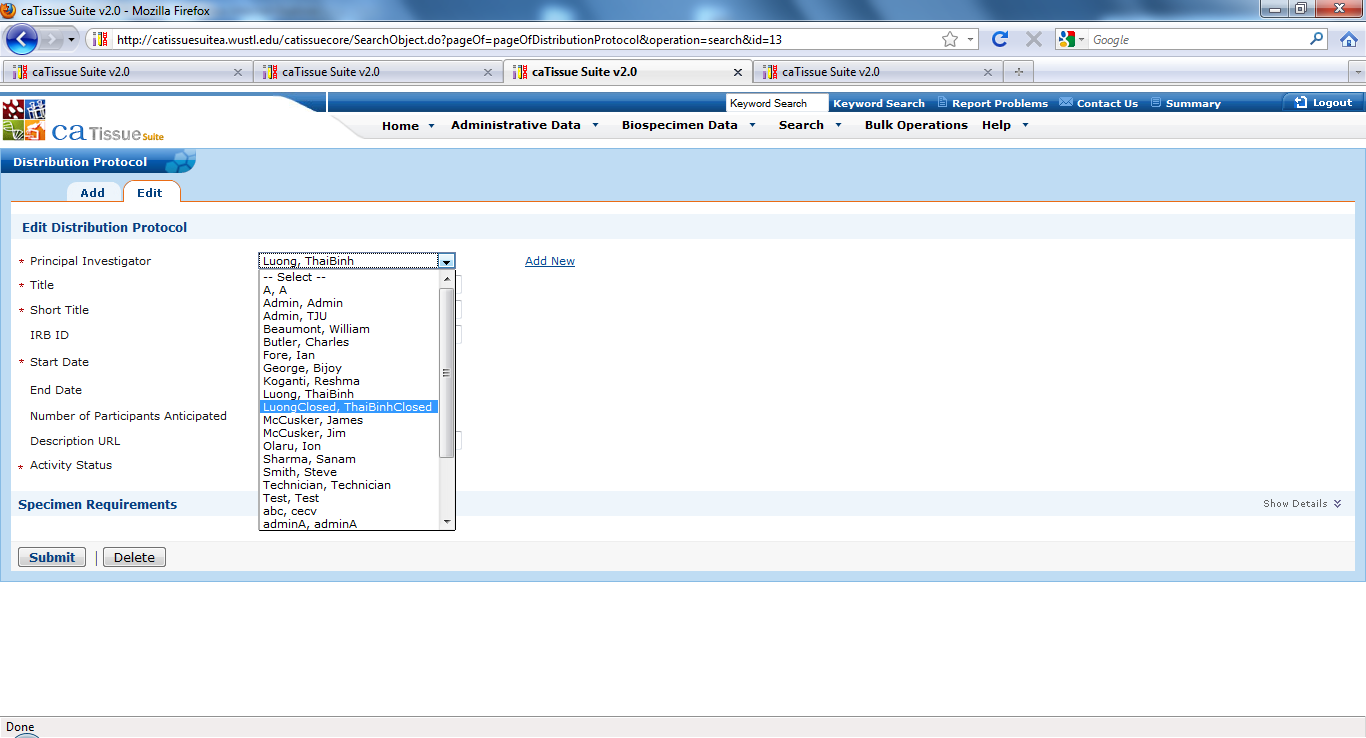 caTissue Suite v2.0 - Mozilla Firefox
http://catissuesuitea.wustl.edu/catissuecore/SearchObject.do?pageOf=pageOfDistributionProtocol&operation=search&id=13
Google
caTissue Suite v2.0
caTissue Suite v2.0
caTissue Suite v2.0
caTissue Suite v2.0
Keyword Search Keyword Search Report Problems Contact Us Summary Logout
ca Tissue Suite
Home Administrative Data Biospecimen Data Search Bulk Operations Help
Distribution Protocol
Add Edit
Edit Distribution Protocol
* Principal Investigator Luong, ThaiBinh Add New
* Title
* Short Title
IRB ID
* Start Date
End Date
Number of Participants Anticipated
Description URL
* Activity Status
-- Select --
A, A
Admin, Admin
Admin, TJU
Beaumont, William
Butler, Charles
Fore, Ian
George, Bijoy
Koganti, Reshma
Luong, ThaiBinh
LuongClosed, ThaiBinhClosed
McCusker, James
McCusker, Jim
Olaru, Ion
Sharma, Sanam
Smith, Steve
Technician, Technician
Test, Test
abc, cecv
adminA, adminA
Specimen Requirements Show Details
Submit | Delete
Done